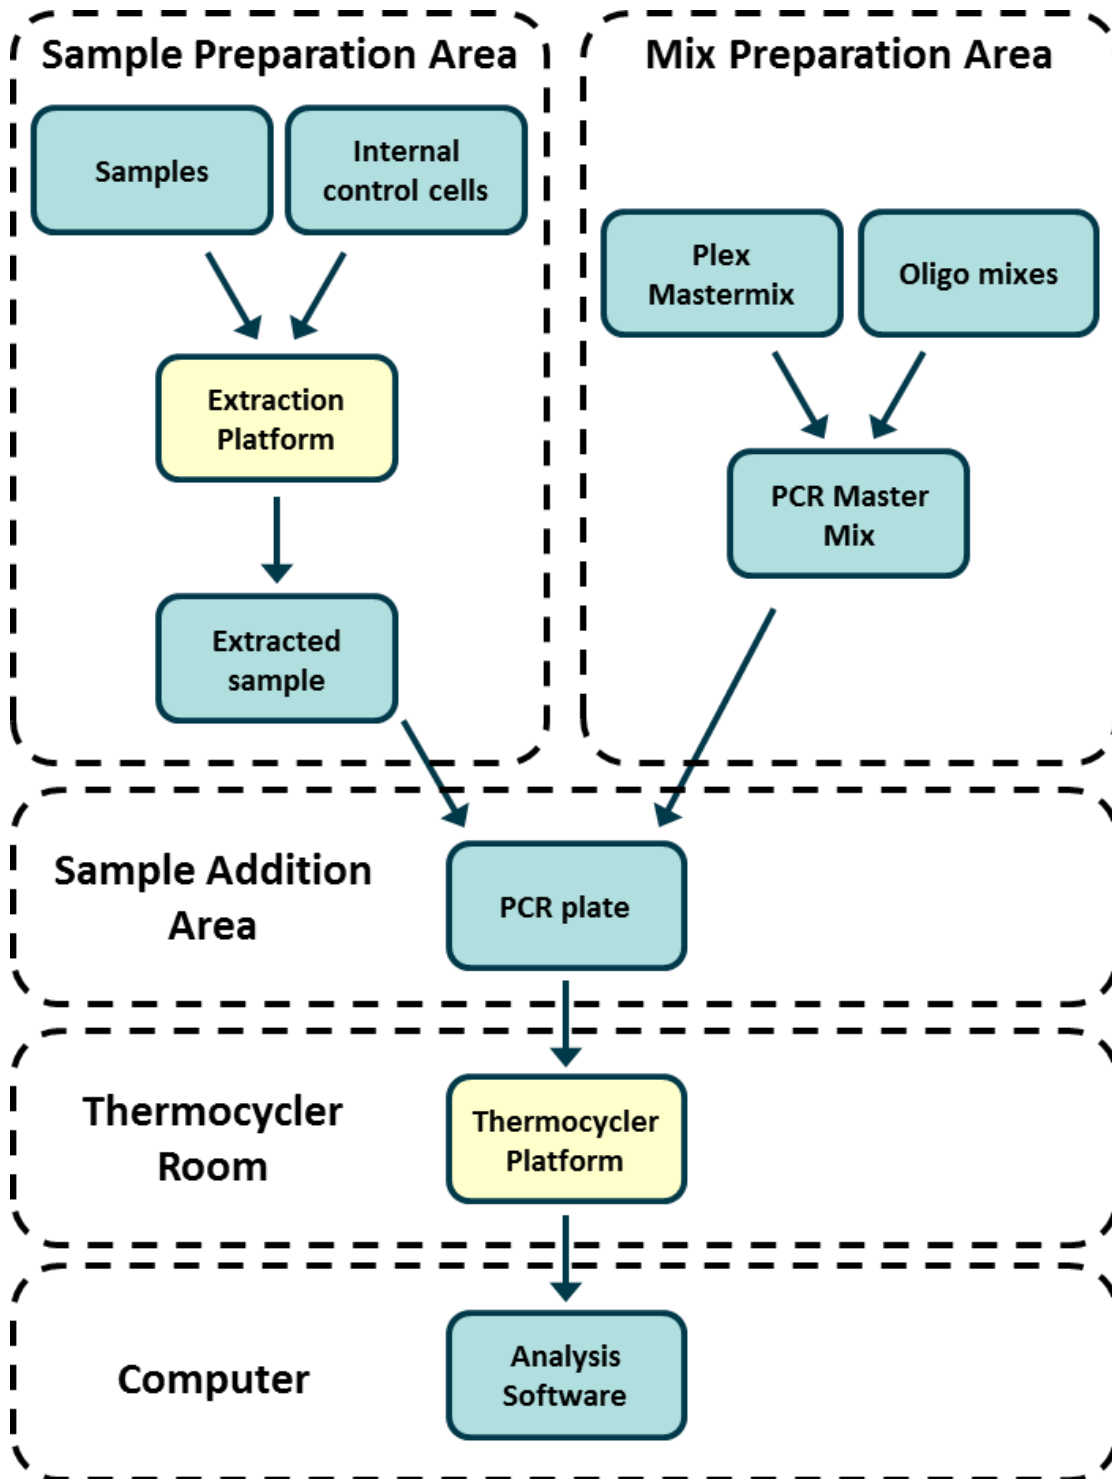 Sample Preparation Area
Samples
Internal
control cells
Extraction
Platform
Extracted
sample
Mix Preparation Area
Plex
Mastermix
Oligo mixes
PCR Master
Mix
Sample Addition
Area
PCR plate
Thermocycler
Room
Thermocycler
Platform
Computer
Analysis
Software